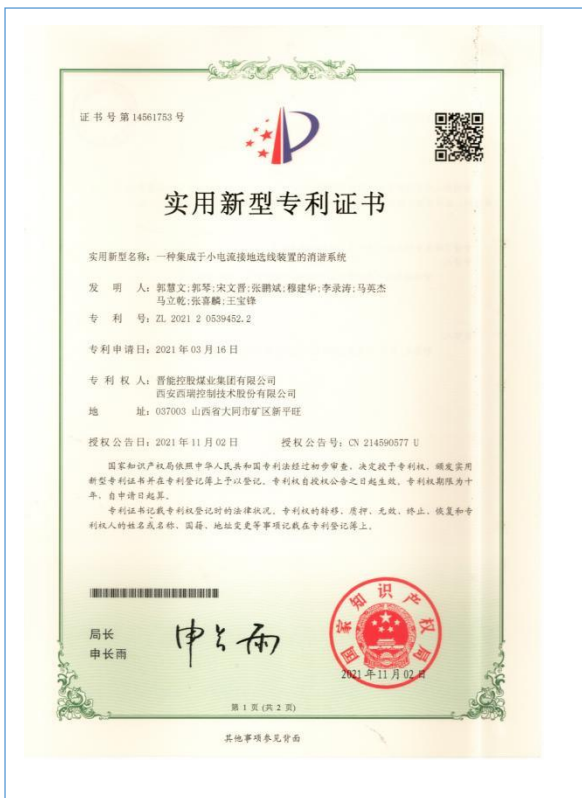 证书号第14561753号
实用新型专利证书
实用新型名称：一种集成于小电流接地选线装置的消谐系统
发 明 人：郭慧文;郭琴;宋文晋;张鹏斌;穆建华;李录涛;马英杰
马立乾;张喜麟;王宝锋
专 利 号：ZL 2021 2 0539452.2
专利申请日：2021年03月16日
专 利 权 人：晋能控股煤业集团有限公司
西安西瑞控制技术股份有限公司
地 址：037003 山西省大同市矿区新平旺
授权公告日：2021年11月02日 授权公告号：CN 214590577 U
国家知识产权局依照中华人民共和国专利法经过初步审查，决定授予专利权，颁发实用
新型专利证书并在专利登记簿上予以登记。专利权自授权公告之日起生效。专利权期限为十
年，自申请日起算。
专利证书记载专利权登记时的法律状况。专利权的转移、质押、无效、终止、恢复和专
利权人的姓名或名称、国籍、地址变更等事项记载在专利登记簿上。
局长
申长雨
申长雨
国家知识产权局
2021年11月02日
第 1 页 (共 2 页)
其他事项参见背面